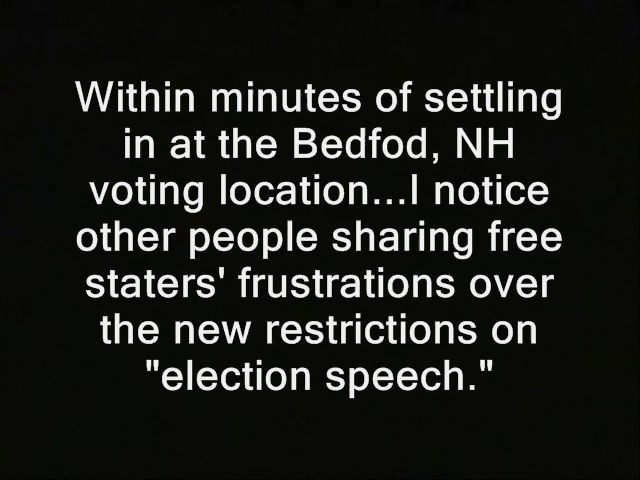 Within minutes of settling
in at the Bedfod, NH
voting location...I notice
other people sharing free
staters' frustrations over
the new restrictions on
"election speech."